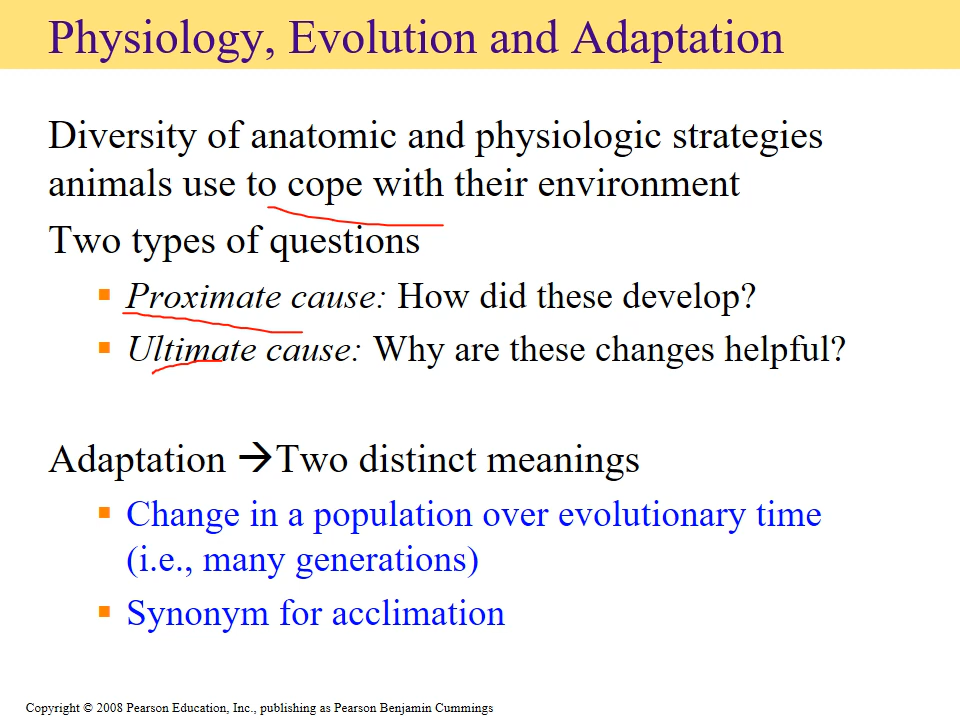 Physiology, Evolution and Adaptation
Diversity of anatomic and physiologic strategies
animals use to cope with their environment
Two types of questions
Proximate cause: How did these develop?
Ultimate cause: Why are these changes helpful?
Adaptation → Two distinct meanings
Change in a population over evolutionary time
(i.e., many generations)
Synonym for acclimation
Copyright © 2008 Pearson Education, Inc., publishing as Pearson Benjamin Cummings